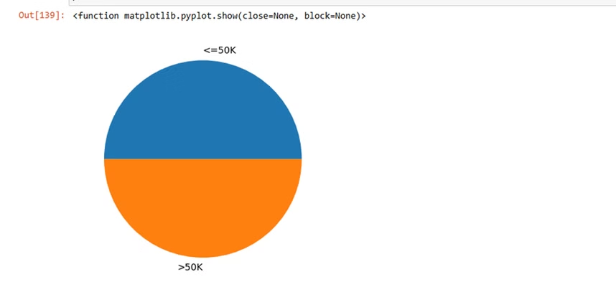 Out[139]: <function matplotlib.pyplot.show(close=None, block=None)>
<=50K
>50K